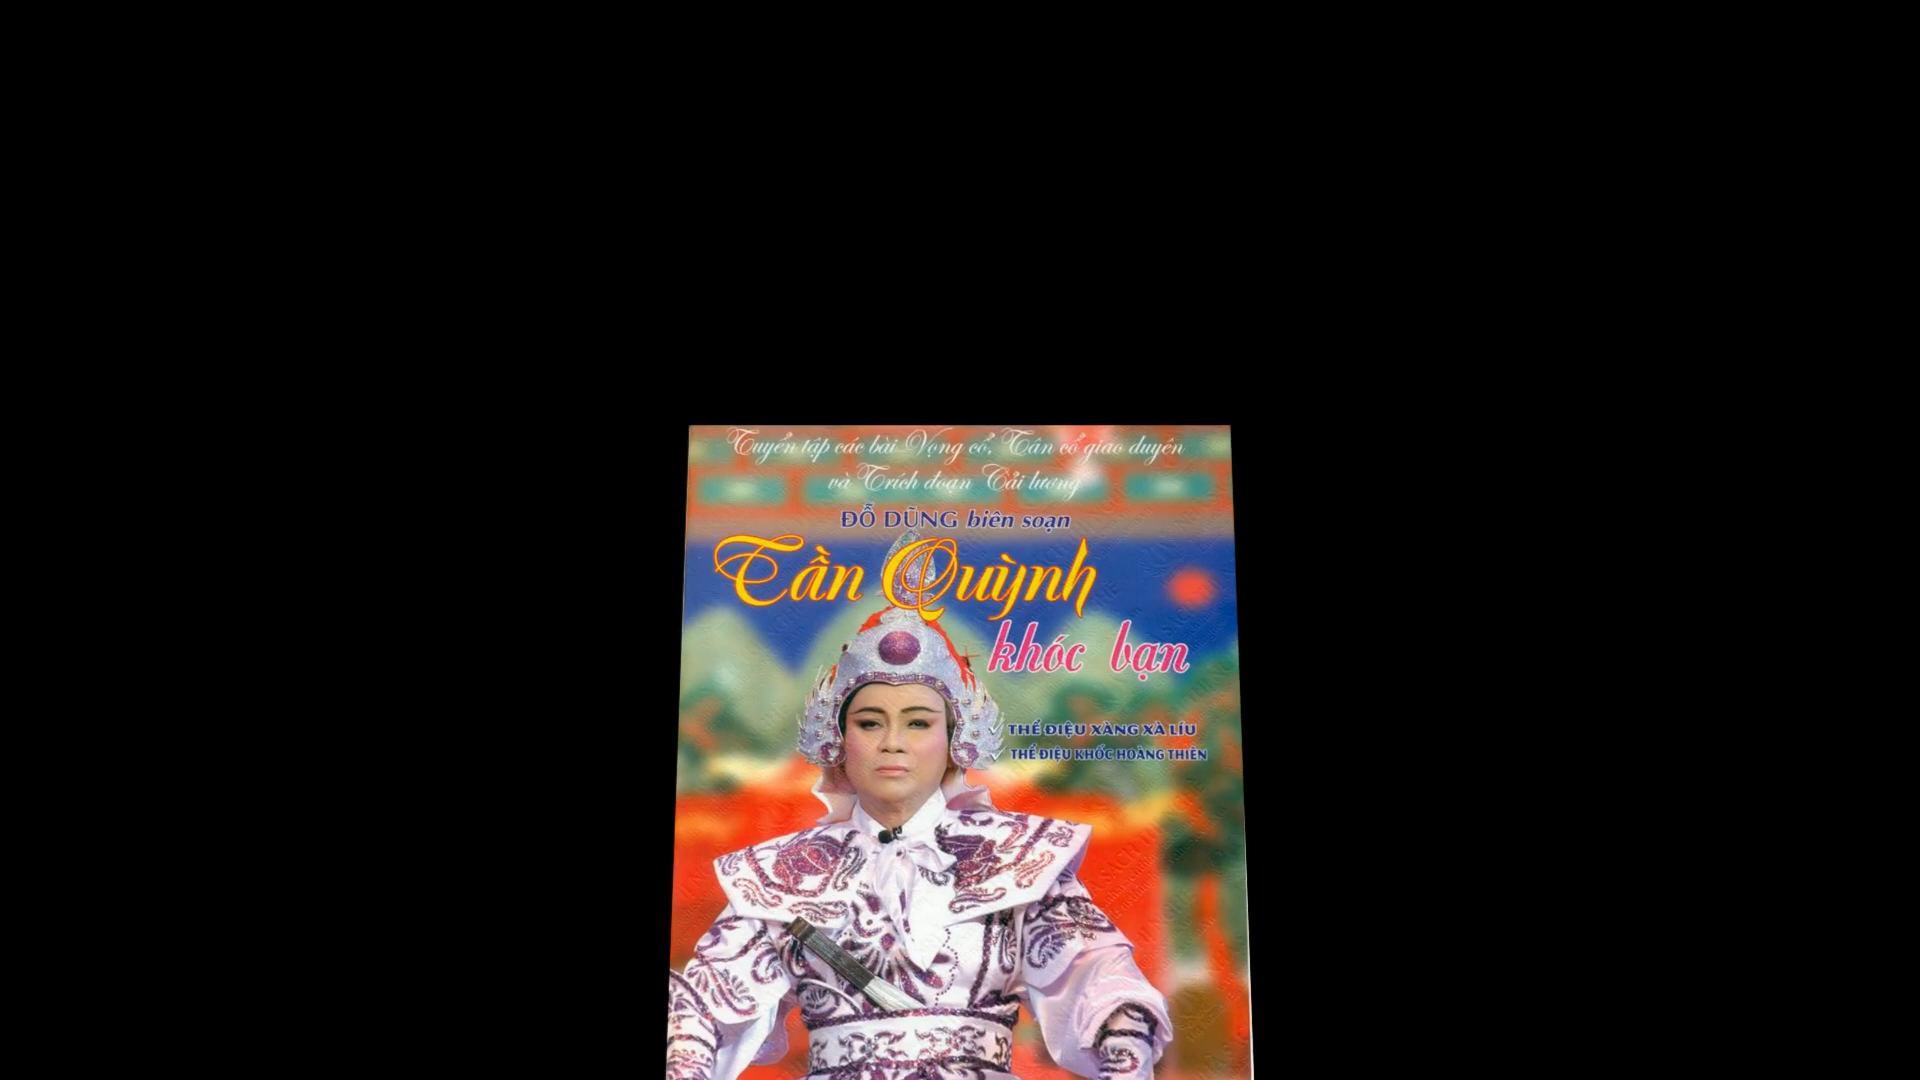 Tuyển tập các bài Vọng cổ, Tân cổ giao duyên
và Trích đoạn Cải lương
ĐỖ DŨNG biên soạn
Tần Quỳnh
khóc bạn
✓ THỂ ĐIỆU XÀNG XÀ LÍU
✓ THỂ ĐIỆU KHỐC HOÀNG THIÊN